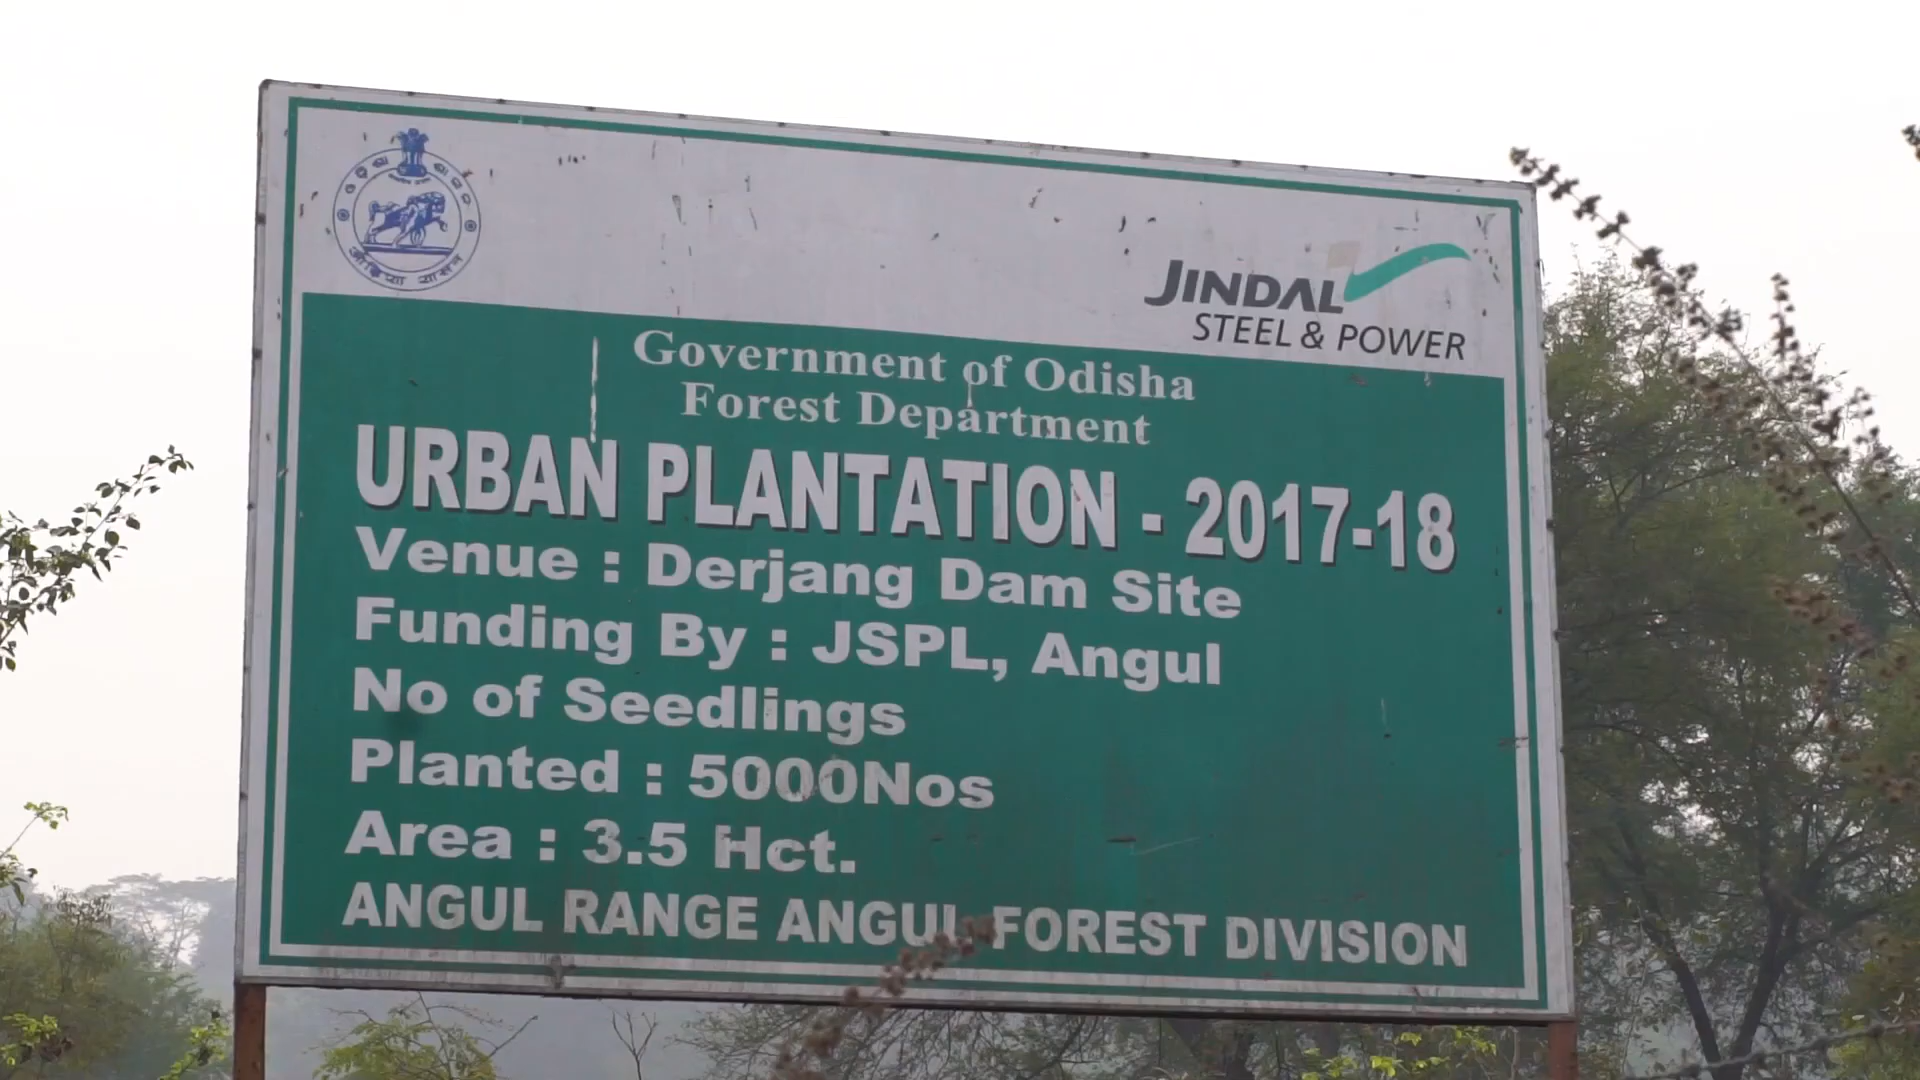 JINDAL
STEEL & POWER
Government of Odisha
Forest Department
URBAN PLANTATION - 2017-18
Venue : Derjang Dam Site
Funding By : JSPL, Angul
No of Seedlings
Planted : 5000Nos
Area : 3.5 Hct.
ANGUL RANGE ANGUL FOREST DIVISION